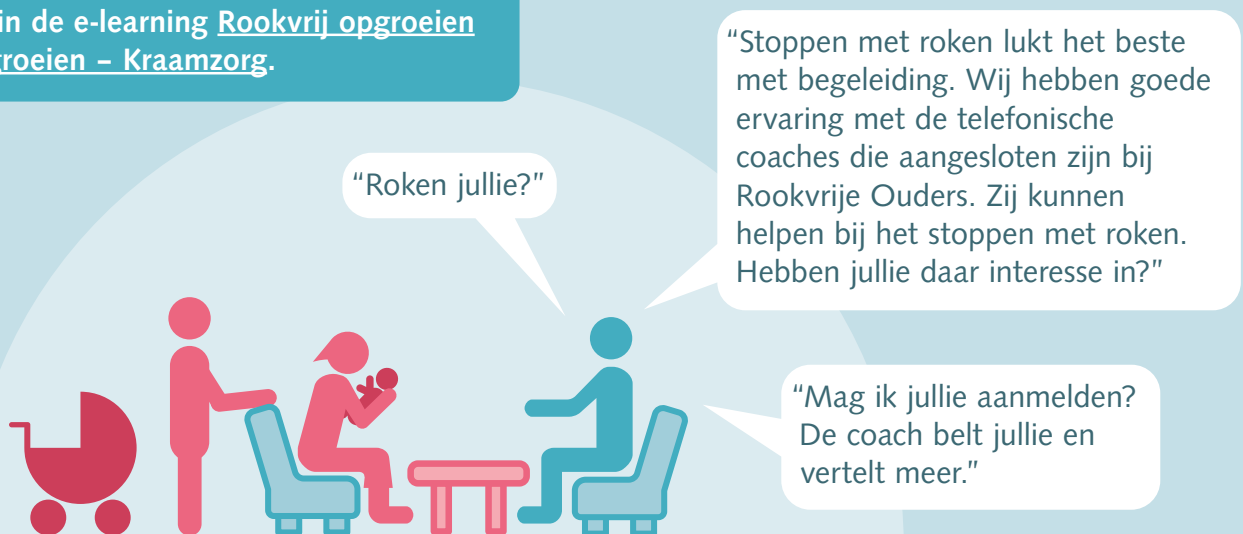 in de e-learning Rookvrij opgroeien
groeien – Kraamzorg.
“Roken jullie?”
“Stoppen met roken lukt het beste
met begeleiding. Wij hebben goede
ervaring met de telefonische
coaches die aangesloten zijn bij
Rookvrije Ouders. Zij kunnen
helpen bij het stoppen met roken.
Hebben jullie daar interesse in?”
“Mag ik jullie aanmelden?
De coach belt jullie en
vertelt meer.”